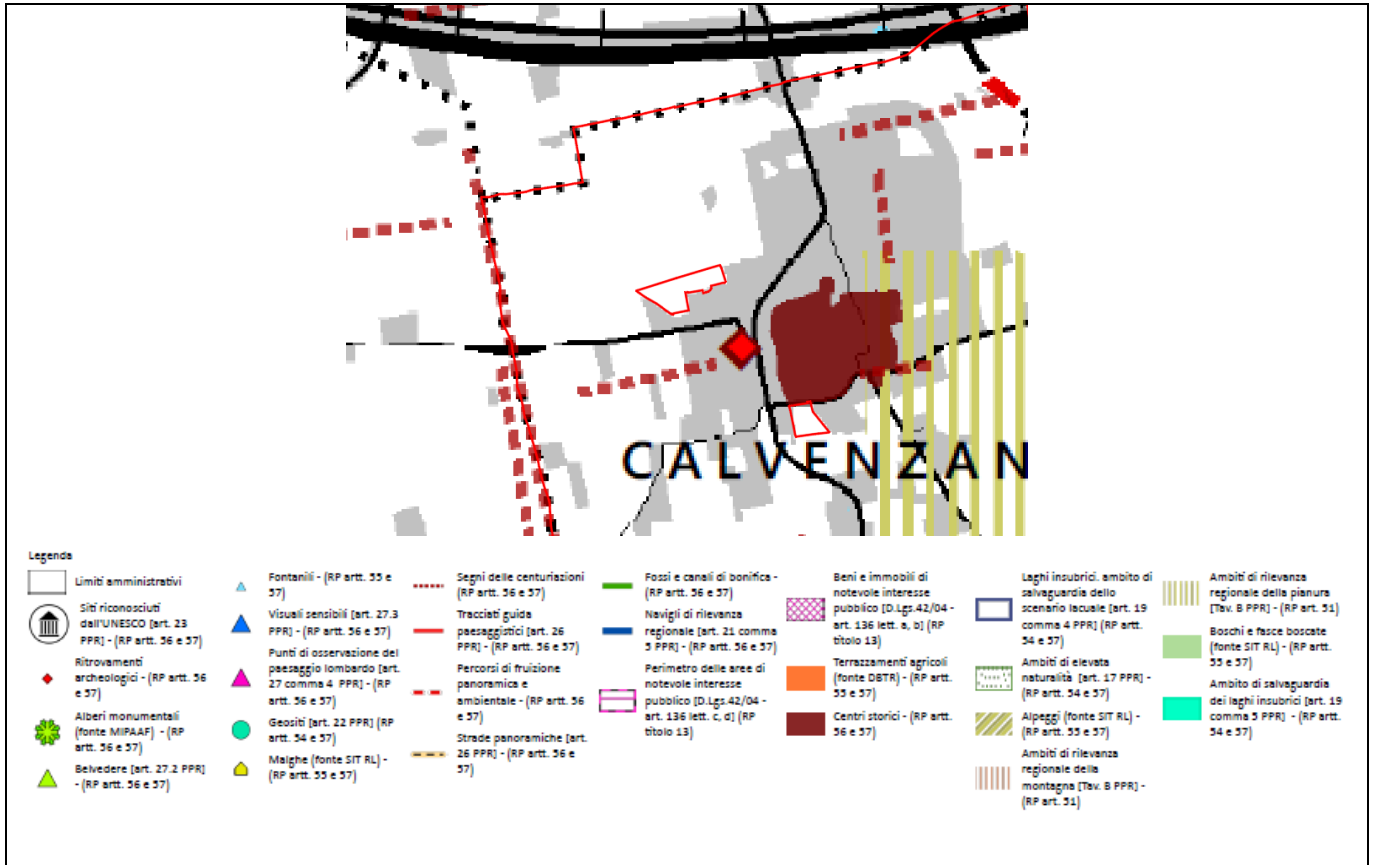 CALVENZAN
Legenda
Limiti amministrativi
Siti riconosciuti
dall'UNESCO [art. 23
PPR] - (RP artt. 56 e 57)
Ritrovamenti
archeologici - (RP artt. 56
e 57)
Alberi monumentali
(fonte MIPAAF) - (RP
artt. 56 e 57)
Belvedere [art. 27.2 PPR]
- (RP artt. 56 e 57)
Fontanili - (RP artt. 55 e
57)
Visuali sensibili [art. 27.3
PPR] - (RP artt. 56 e 57)
Punti di osservazione del
paesaggio lombardo [art.
27 comma 4 PPR] - (RP
artt. 56 e 57)
Geositi [art. 22 PPR] (RP
artt. 54 e 57)
Malghe (fonte SIT RL) -
(RP artt. 55 e 57)
Segni delle centuriazioni
(RP artt. 56 e 57)
Tracciati guida
paesaggistici [art. 26
PPR] - (RP artt. 56 e 57)
Percorsi di fruizione
panoramica e
ambientale - (RP artt. 56
e 57)
Strade panoramiche [art.
26 PPR] - (RP artt. 56 e
57)
Fossi e canali di bonifica -
(RP artt. 56 e 57)
Navigli di rilevanza
regionale [art. 21 comma
5 PPR] - (RP artt. 56 e 57)
Perimetro delle aree di
notevole interesse
pubblico [D.Lgs.42/04 -
art. 136 lett. c, d] (RP
titolo 13)
Beni e immobili di
notevole interesse
pubblico [D.Lgs.42/04 -
art. 136 lett. a, b] (RP
titolo 13)
Terrazzamenti agricoli
(fonte DBTR) - (RP artt.
55 e 57)
Centri storici - (RP artt.
56 e 57)
Laghi insubrici. ambito di
salvaguardia dello
scenario lacuale [art. 19
comma 4 PPR] (RP artt.
54 e 57)
Ambiti di elevata
naturalità [art. 17 PPR] -
(RP artt. 54 e 57)
Alpeggi (fonte SIT RL) -
(RP artt. 55 e 57)
Ambiti di rilevanza
regionale della
montagna [Tav. B PPR] -
(RP art. 51)
Ambiti di rilevanza
regionale della pianura
[Tav. B PPR] - (RP art. 51)
Boschi e fasce boscate
(fonte SIT RL) - (RP artt.
55 e 57)
Ambito di salvaguardia
dei laghi insubrici [art. 19
comma 5 PPR] - (RP artt.
54 e 57)